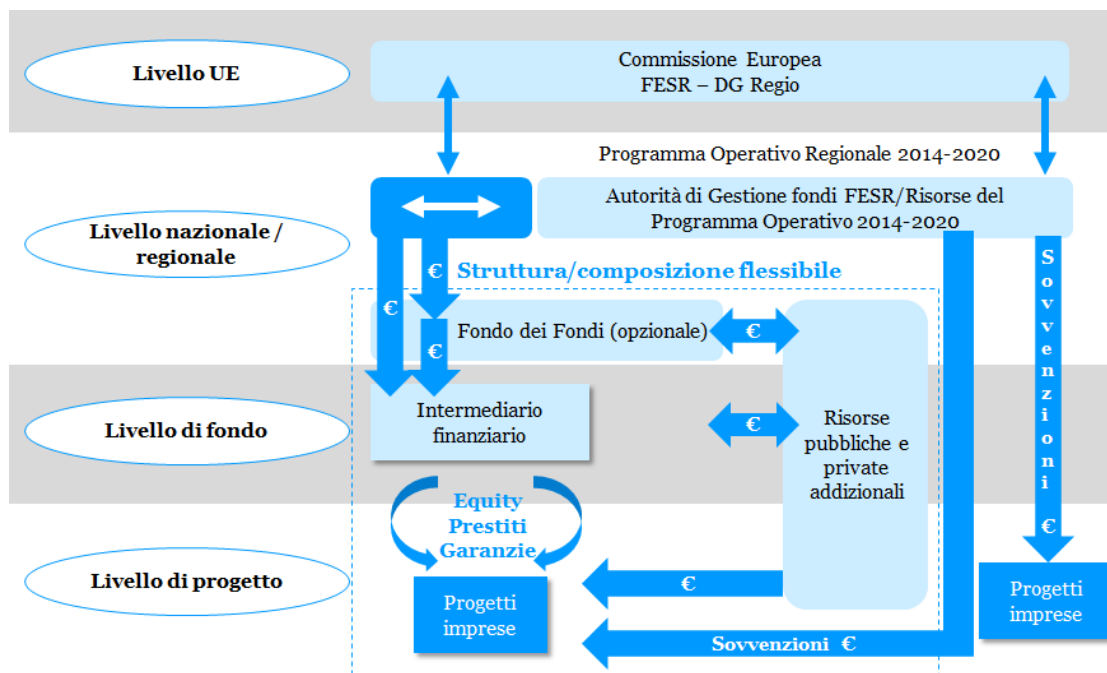 Livello UE
Commissione Europea
FESR – DG Regio
Programma Operativo Regionale 2014-2020
Livello nazionale /
regionale
Autorità di Gestione fondi FESR/Risorse del
Programma Operativo 2014-2020
€
Struttura/composizione flessibile
€
Fondo dei Fondi (opzionale)
€
€
Sovvenzioni €
Livello di fondo
Intermediario
finanziario
€
Risorse
pubbliche e
private
addizionali
Equity
Prestiti
Garanzie
Livello di progetto
€
Progetti
imprese
Progetti
imprese
Sovvenzioni €